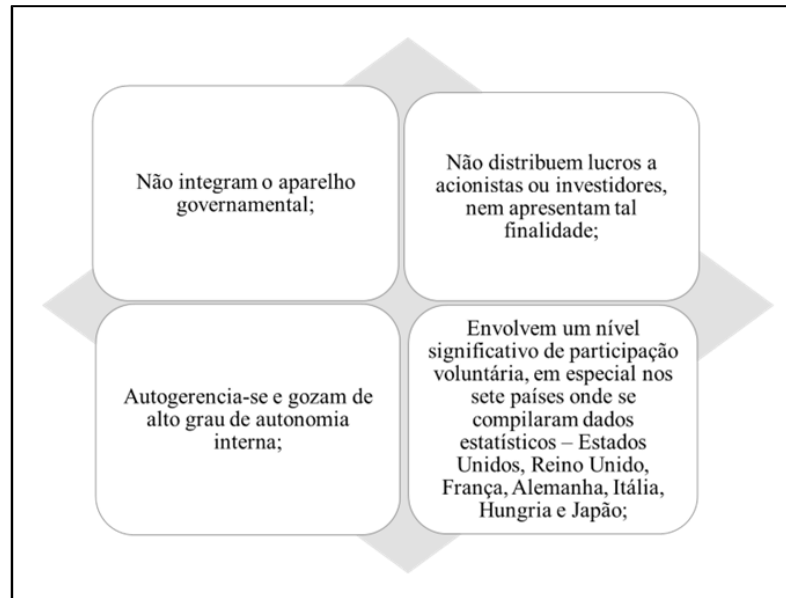 Não integram o aparelho
governamental;
Não distribuem lucros a
acionistas ou investidores,
nem apresentam tal
finalidade;
Autogerencia-se e gozam de
alto grau de autonomia
interna;
Envolvem um nível
significativo de participação
voluntária, em especial nos
sete países onde se
compilaram dados
estatísticos – Estados
Unidos, Reino Unido,
França, Alemanha, Itália,
Hungria e Japão;